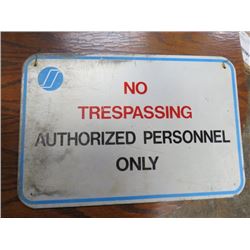 NO
TRESPASSING
AUTHORIZED PERSONNEL
ONLY